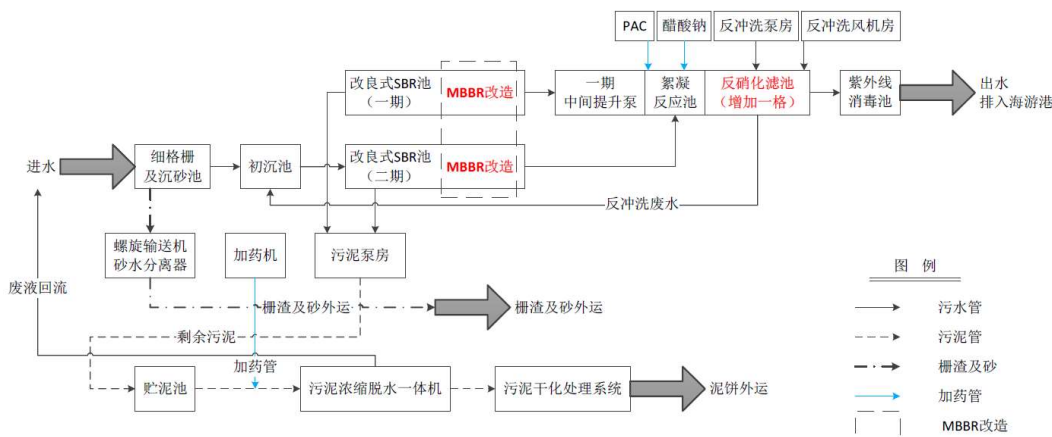 PAC
醋酸钠
反冲洗泵房
反冲洗风机房
改良式SBR池
（一期）
MBBR改造
一期
中间提升泵
絮凝
反应池
反硝化滤池
（增加一格）
紫外线
消毒池
出水
排入海游港
进水
细格栅
及沉砂池
初沉池
改良式SBR池
（二期）
MBBR改造
反冲洗废水
螺旋输送机
砂水分离器
加药机
污泥泵房
废液回流
栅渣及砂外运
栅渣及砂外运
剩余污泥
加药管
贮泥池
污泥浓缩脱水一体机
污泥干化处理系统
泥饼外运
图 例
污水管
污泥管
栅渣及砂
加药管
MBBR改造